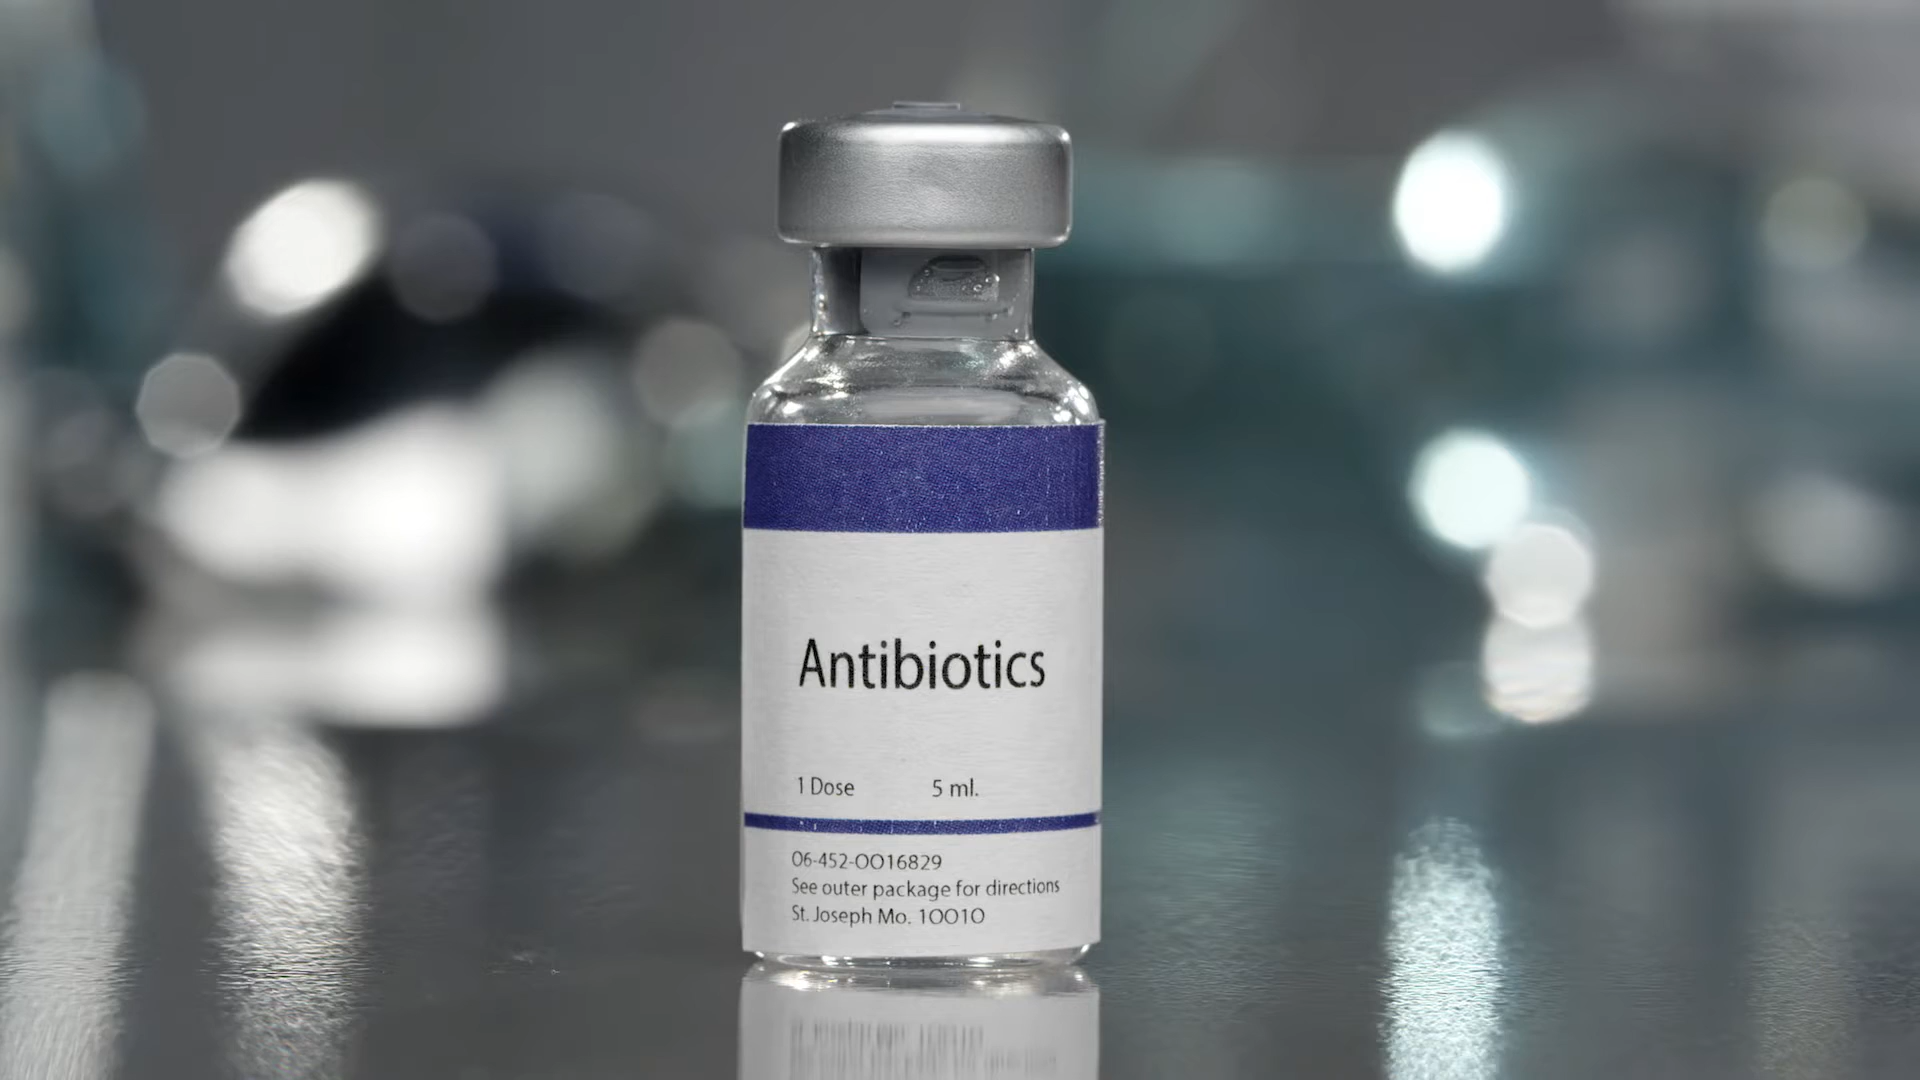 Antibiotics
1 Dose 5 ml.
06-452-0016829
See outer package for directions
St. Joseph Mo. 10010